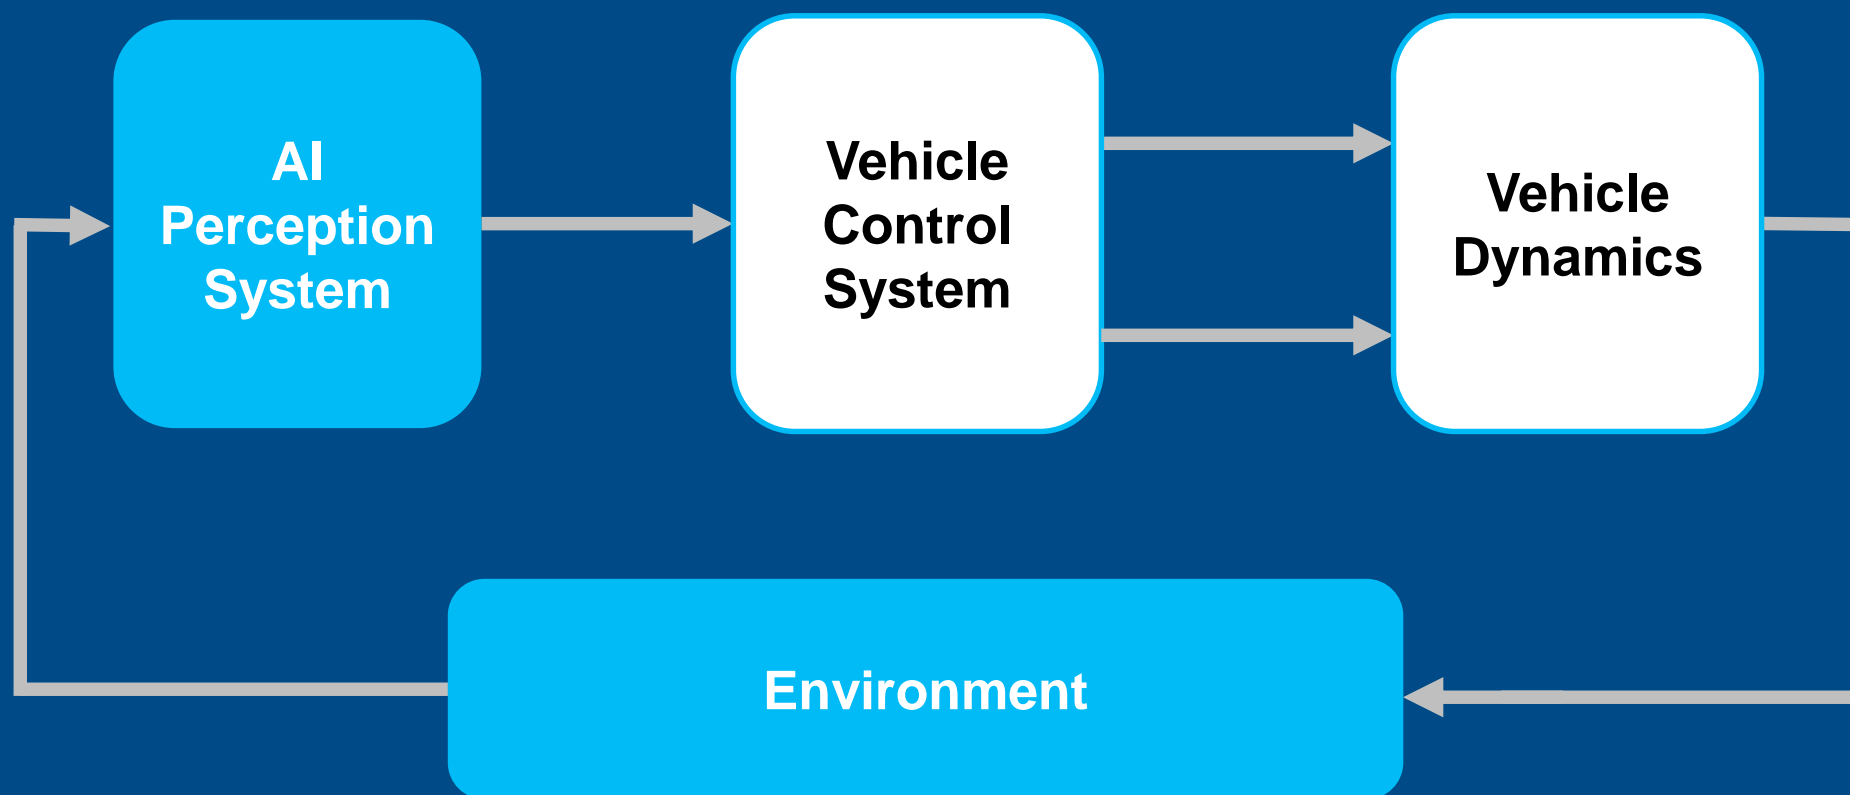 AI
Perception
System
Vehicle
Control
System
Vehicle
Dynamics
Environment